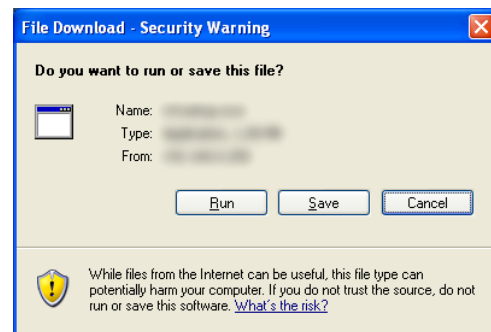 File Download - Security Warning
Do you want to run or save this file?
Name:
Type:
From:
Run Save Cancel
While files from the Internet can be useful, this file type can
potentially harm your computer. If you do not trust the source, do not
run or save this software. What's the risk?